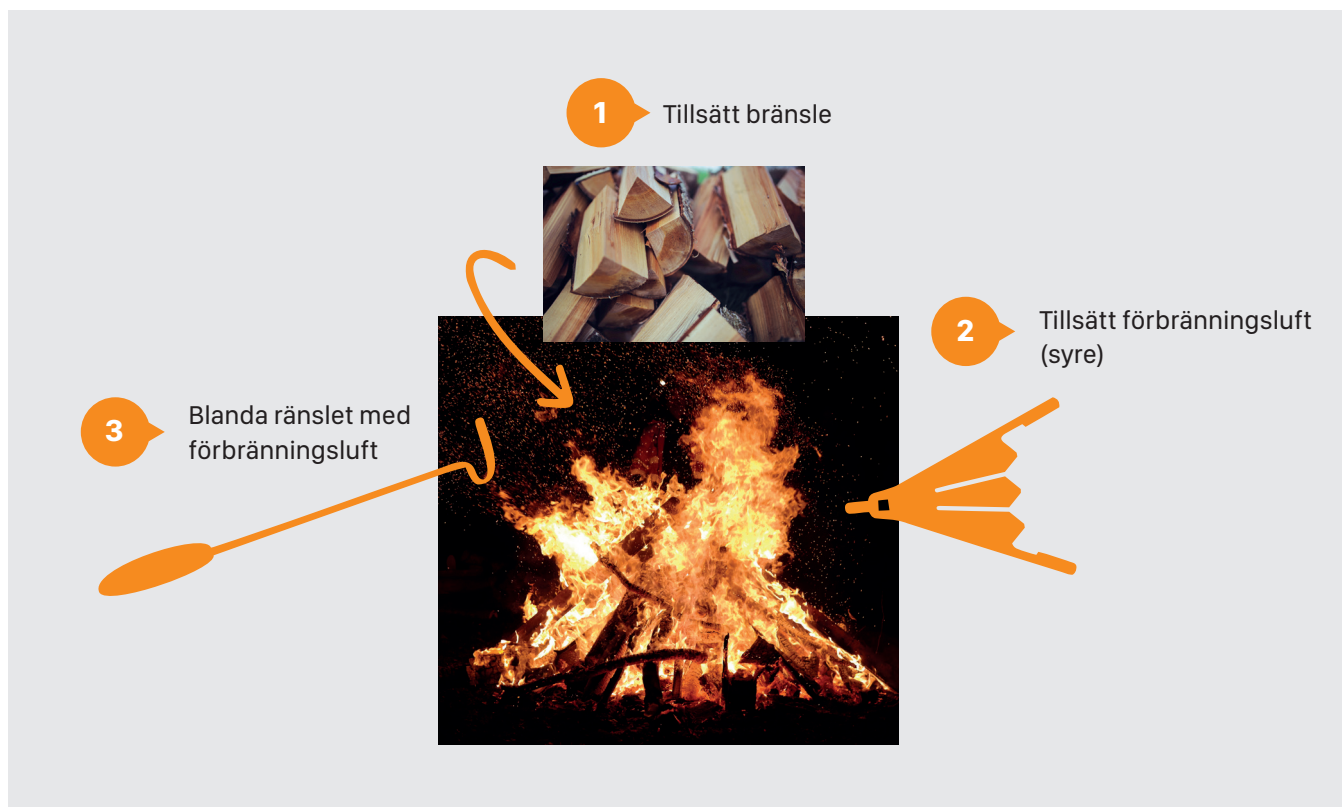 1
Tillsätt bränsle
2
Tillsätt förbränningsluft
(syre)
3
Blanda ränslet med
förbränningsluft